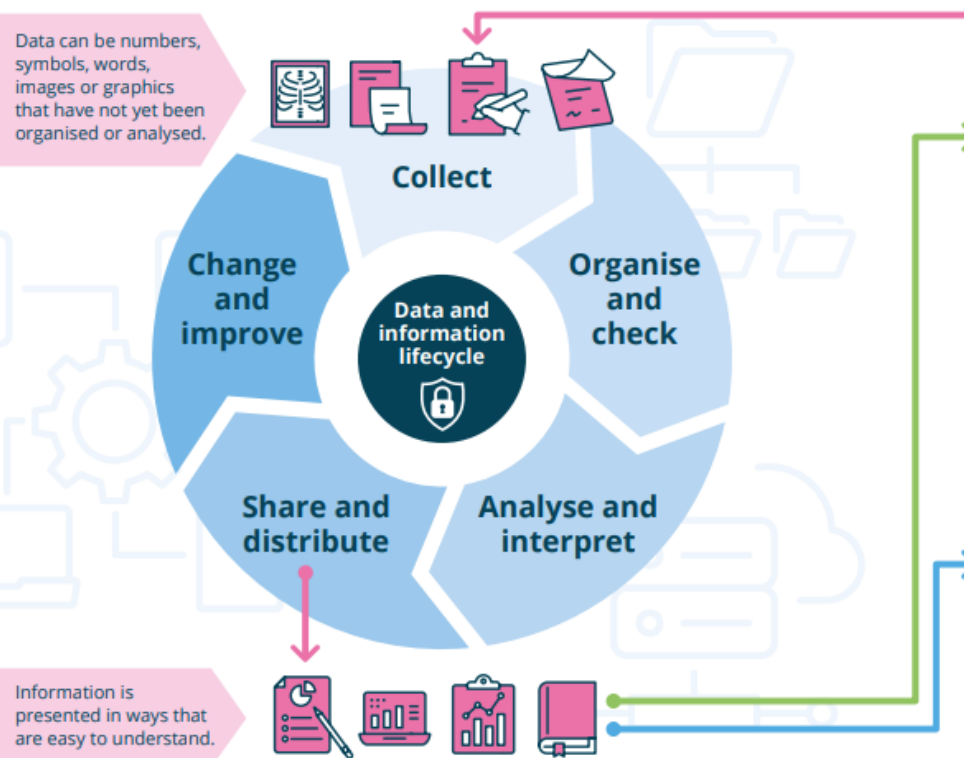 Data can be numbers,
symbols, words,
images or graphics
that have not yet been
organised or analysed.
Collect
Organise
and
check
Analyse and
interpret
Share and
distribute
Change
and
improve
Data and
information
lifecycle
Information is
presented in ways that
are easy to understand.